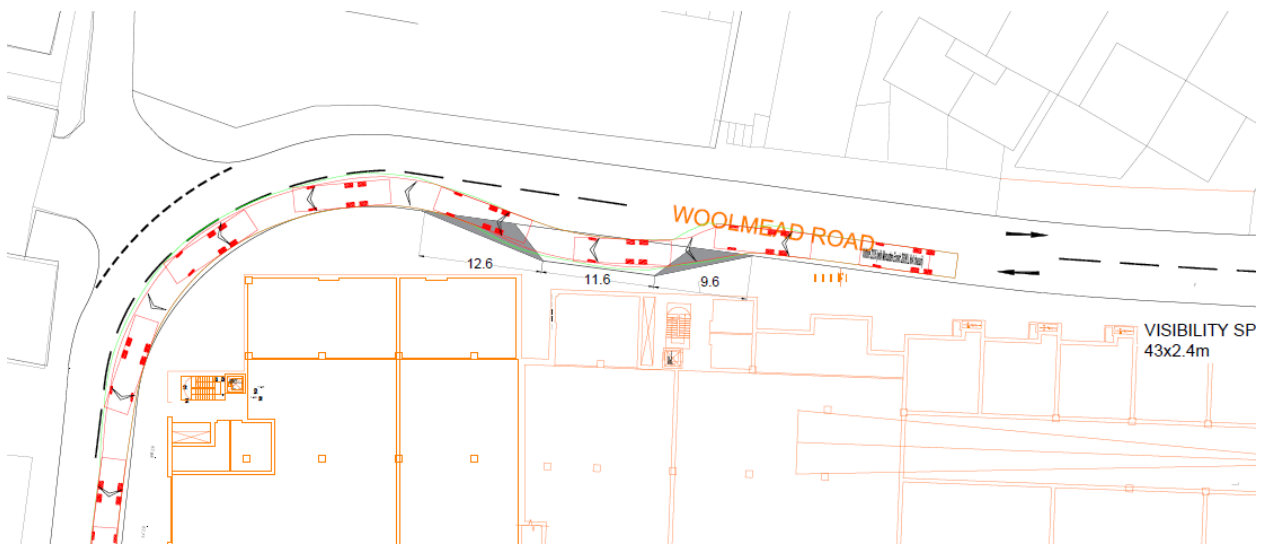 WOOLMEAD ROAD
12.6
11.6
9.6
VISIBILITY SP
43x2.4m